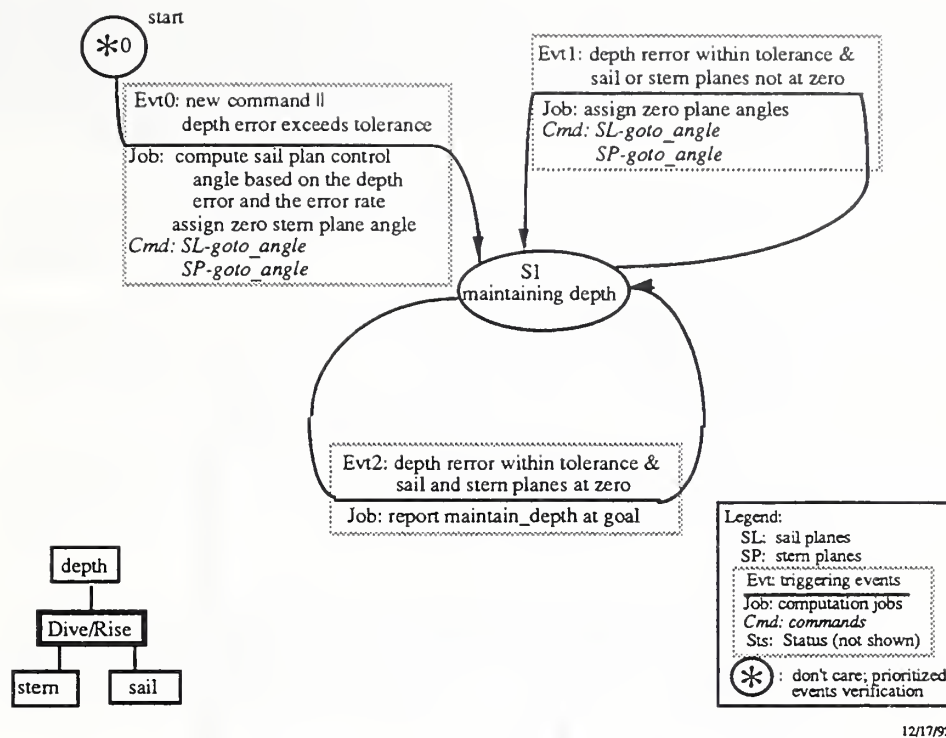 start
*0
Evt0: new command ||
depth error exceeds tolerance
Job: compute sail plan control
angle based on the depth
error and the error rate
assign zero stern plane angle
Cmd: SL-goto_angle
SP-goto_angle
Evt1: depth rerror within tolerance &
sail or stern planes not at zero
Job: assign zero plane angles
Cmd: SL-goto_angle
SP-goto_angle
S1
maintaining depth
Evt2: depth rerror within tolerance &
sail and stern planes at zero
Job: report maintain_depth at goal
depth
Dive/Rise
stern
sail
Legend:
SL: sail planes
SP: stern planes
Evt: triggering events
Job: computation jobs
Cmd: commands
Sts: Status (not shown)
* : don't care; prioritized
events verification